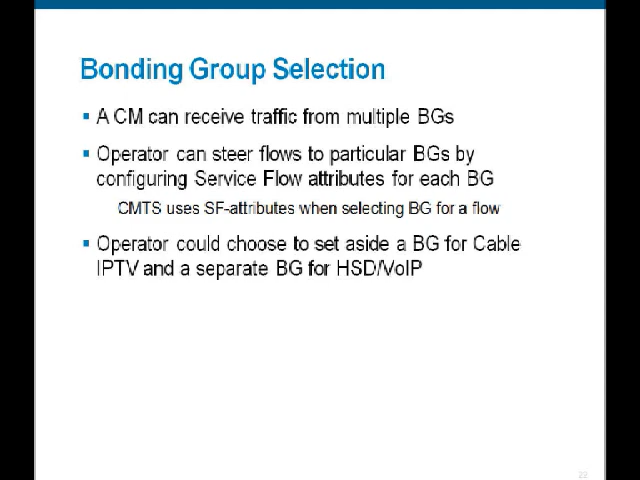 Bonding Group Selection
▪ A CM can receive traffic from multiple BGs
▪ Operator can steer flows to particular BGs by
configuring Service Flow attributes for each BG
CMTS uses SF-attributes when selecting BG for a flow
▪ Operator could choose to set aside a BG for Cable
IPTV and a separate BG for HSD/VoIP